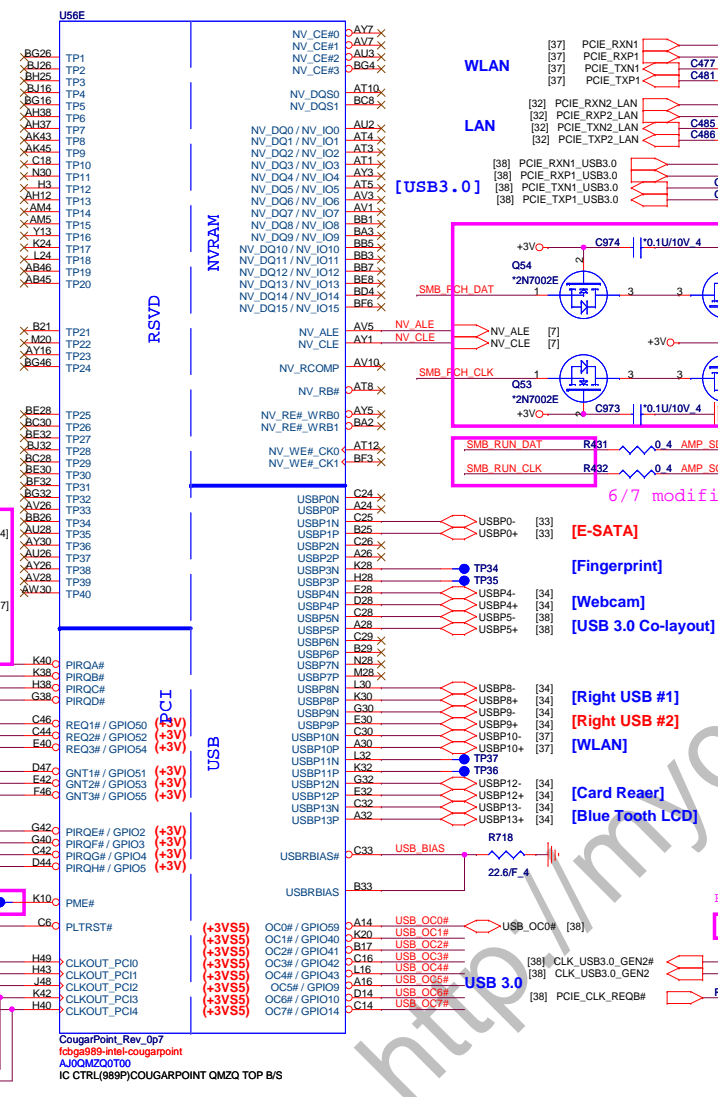 U56E
BG26 TP1
BJ26 TP2
BH25 TP3
BJ16 TP4
BG16 TP5
AH38 TP6
AH37 TP7
AK43 TP8
AK45 TP9
C18 TP10
N30 TP11
H3 TP12
AH12 TP13
AM4 TP14
AM5 TP15
Y13 TP16
K24 TP17
L24 TP18
AB46 TP19
AB45 TP20
B21 TP21
M20 TP22
AY16 TP23
BG46 TP24
BE28 TP25
BC30 TP26
BE32 TP27
BJ32 TP28
BC28 TP29
BE30 TP30
BF32 TP31
BG32 TP32
AV26 TP33
BB26 TP34
AU28 TP35
AY30 TP36
AU26 TP37
AY26 TP38
AV28 TP39
AW30 TP40
RSVD
NVRAM
NV_CE#0 AY7
NV_CE#1 AV7
NV_CE#2 AU3
NV_CE#3 BG4
NV_DQS0 AT10
NV_DQS1 BC8
NV_DQ0 / NV_IO0 AU2
NV_DQ1 / NV_IO1 AT4
NV_DQ2 / NV_IO2 AT3
NV_DQ3 / NV_IO3 AT1
NV_DQ4 / NV_IO4 AY3
NV_DQ5 / NV_IO5 AT5
NV_DQ6 / NV_IO6 AV3
NV_DQ7 / NV_IO7 AV1
NV_DQ8 / NV_IO8 BB1
NV_DQ9 / NV_IO9 BA3
NV_DQ10 / NV_IO10 BB5
NV_DQ11 / NV_IO11 BB3
NV_DQ12 / NV_IO12 BB7
NV_DQ13 / NV_IO13 BE8
NV_DQ14 / NV_IO14 BD4
NV_DQ15 / NV_IO15 BF6
NV_ALE AV5 NV_ALE NV_ALE [7]
NV_CLE AY1 NV_CLE NV_CLE [7]
NV_RCOMP AV10
NV_RB# AT8
NV_RE#_WRB0 AY5
NV_RE#_WRB1 BA2
NV_WE#_CK0 AT12
NV_WE#_CK1 BF3
WLAN
[37] PCIE_RXN1
[37] PCIE_RXP1
[37] PCIE_TXN1 C477
[37] PCIE_TXP1 C481
LAN
[32] PCIE_RXN2_LAN
[32] PCIE_RXP2_LAN
[32] PCIE_TXN2_LAN C485
[32] PCIE_TXP2_LAN C486
[USB3.0]
[38] PCIE_RXN1_USB3.0
[38] PCIE_RXP1_USB3.0
[38] PCIE_TXN1_USB3.0
[38] PCIE_TXP1_USB3.0
+3V C974 *0.1U/10V_4
Q54
*2N7002E
SMB_PCH_DAT 1 2 3 3
+3V
SMB_PCH_CLK 1 2 3 3
Q53
*2N7002E
+3V C973 *0.1U/10V_4
SMB_RUN_DAT R431 0_4
SMB_RUN_CLK R432 0_4
USBP0N C24
USBP0P A24
USBP1N C25 USBP0- [33]
USBP1P B25 USBP0+ [33]
[E-SATA]
USBP2N C26
USBP2P A26
USBP3N K28 TP34
USBP3P H28 TP35
[Fingerprint]
USBP4N E28 USBP4- [34]
USBP4P D28 USBP4+ [34]
[Webcam]
USBP5N C28 USBP5- [38]
USBP5P A28 USBP5+ [38]
[USB 3.0 Co-layout]
USBP6N C29
USBP6P B29
USBP7N N28
USBP7P M28
USBP8N L30 USBP8- [34]
USBP8P K30 USBP8+ [34]
[Right USB #1]
USBP9N G30 USBP9- [34]
USBP9P E30 USBP9+ [34]
[Right USB #2]
USBP10N C30 USBP10- [37]
USBP10P A30 USBP10+ [37]
[WLAN]
USBP11N L32 TP37
USBP11P K32 TP36
USBP12N G32 USBP12- [34]
USBP12P E32 USBP12+ [34]
[Card Reaer]
USBP13N C32 USBP13- [34]
USBP13P A32 USBP13+ [34]
[Blue Tooth LCD]
USBRBIAS# C33 USB_BIAS R718
22.6/F_4
USBRBIAS B33
PCI
USB
K40 PIRQA#
K38 PIRQB#
H38 PIRQC#
G38 PIRQD#
C46 REQ1# / GPIO50 (+3V)
C44 REQ2# / GPIO52 (+3V)
E40 REQ3# / GPIO54 (+3V)
D47 GNT1# / GPIO51 (+3V)
E42 GNT2# / GPIO53 (+3V)
F46 GNT3# / GPIO55 (+3V)
G42 PIRQE# / GPIO2 (+3V)
G40 PIRQF# / GPIO3 (+3V)
C42 PIRQG# / GPIO4 (+3V)
D44 PIRQH# / GPIO5 (+3V)
K10 PME#
C6 PLTRST#
H49 CLKOUT_PCI0
H43 CLKOUT_PCI1
J48 CLKOUT_PCI2
K42 CLKOUT_PCI3
H40 CLKOUT_PCI4
(+3VS5) OC0# / GPIO59 A14 USB_OC0# USB_OC0# [38]
(+3VS5) OC1# / GPIO40 K20 USB_OC1#
(+3VS5) OC2# / GPIO41 B17 USB_OC2#
(+3VS5) OC3# / GPIO42 C16 USB_OC3#
(+3VS5) OC4# / GPIO43 L16 USB_OC4#
(+3VS5) OC5# / GPIO9 A16 USB_OC5#
(+3VS5) OC6# / GPIO10 D14 USB_OC6#
(+3VS5) OC7# / GPIO14 C14 USB_OC7#
USB 3.0
[38] CLK_USB3.0_GEN2#
[38] CLK_USB3.0_GEN2
[38] PCIE_CLK_REQB#
CougarPoint_Rev_0p7
fcbga989-intel-cougarpoint
AJ0QMZQ0T00
IC CTRL(989P)COUGARPOINT QMZQ TOP B/S